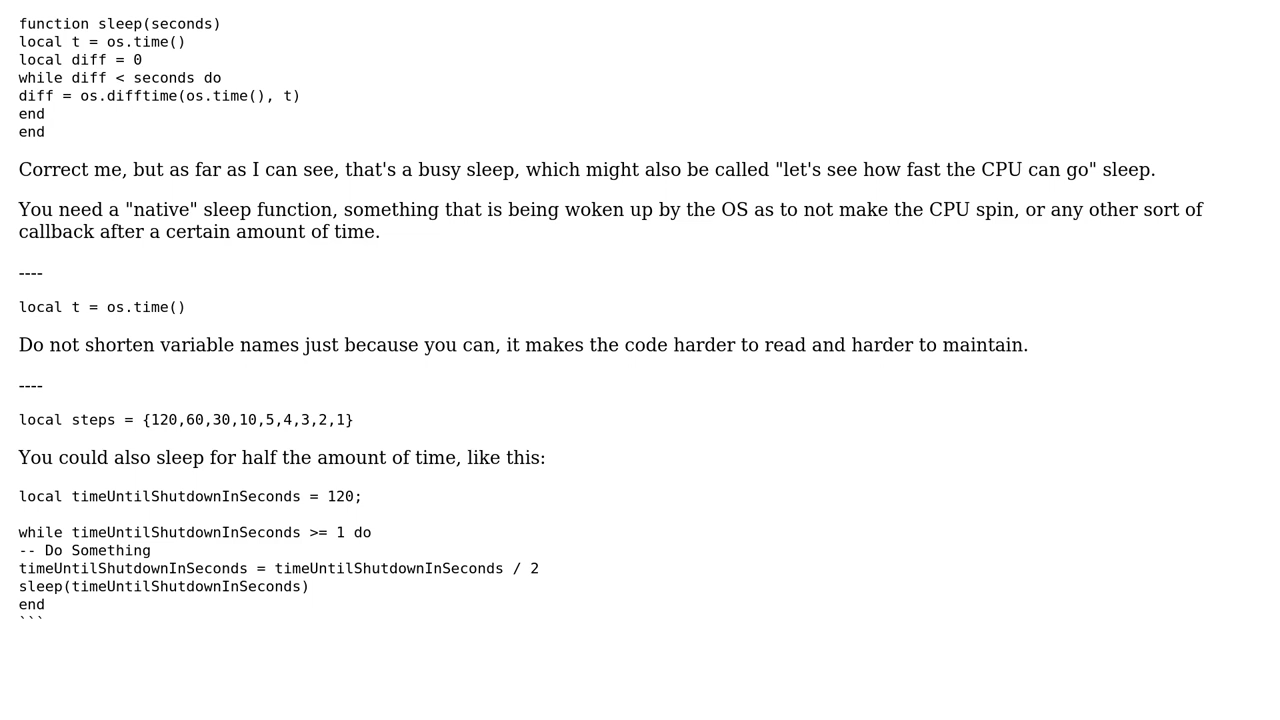 function sleep(seconds)
local t = os.time()
local diff = 0
while diff < seconds do
diff = os.difftime(os.time(), t)
end
end
Correct me, but as far as I can see, that's a busy sleep, which might also be called "let's see how fast the CPU can go" sleep.
You need a "native" sleep function, something that is being woken up by the OS as to not make the CPU spin, or any other sort of
callback after a certain amount of time.
----
local t = os.time()
Do not shorten variable names just because you can, it makes the code harder to read and harder to maintain.
----
local steps = {120,60,30,10,5,4,3,2,1}
You could also sleep for half the amount of time, like this:
local timeUntilShutdownInSeconds = 120;
while timeUntilShutdownInSeconds >= 1 do
-- Do Something
timeUntilShutdownInSeconds = timeUntilShutdownInSeconds / 2
sleep(timeUntilShutdownInSeconds)
end
```